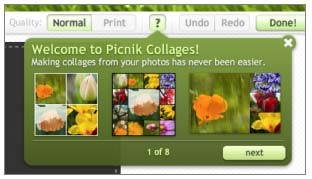 Quality: Normal Print ? Undo Redo Done!
Welcome to Picnik Collages!
Making collages from your photos has never been easier.
1 of 8 next